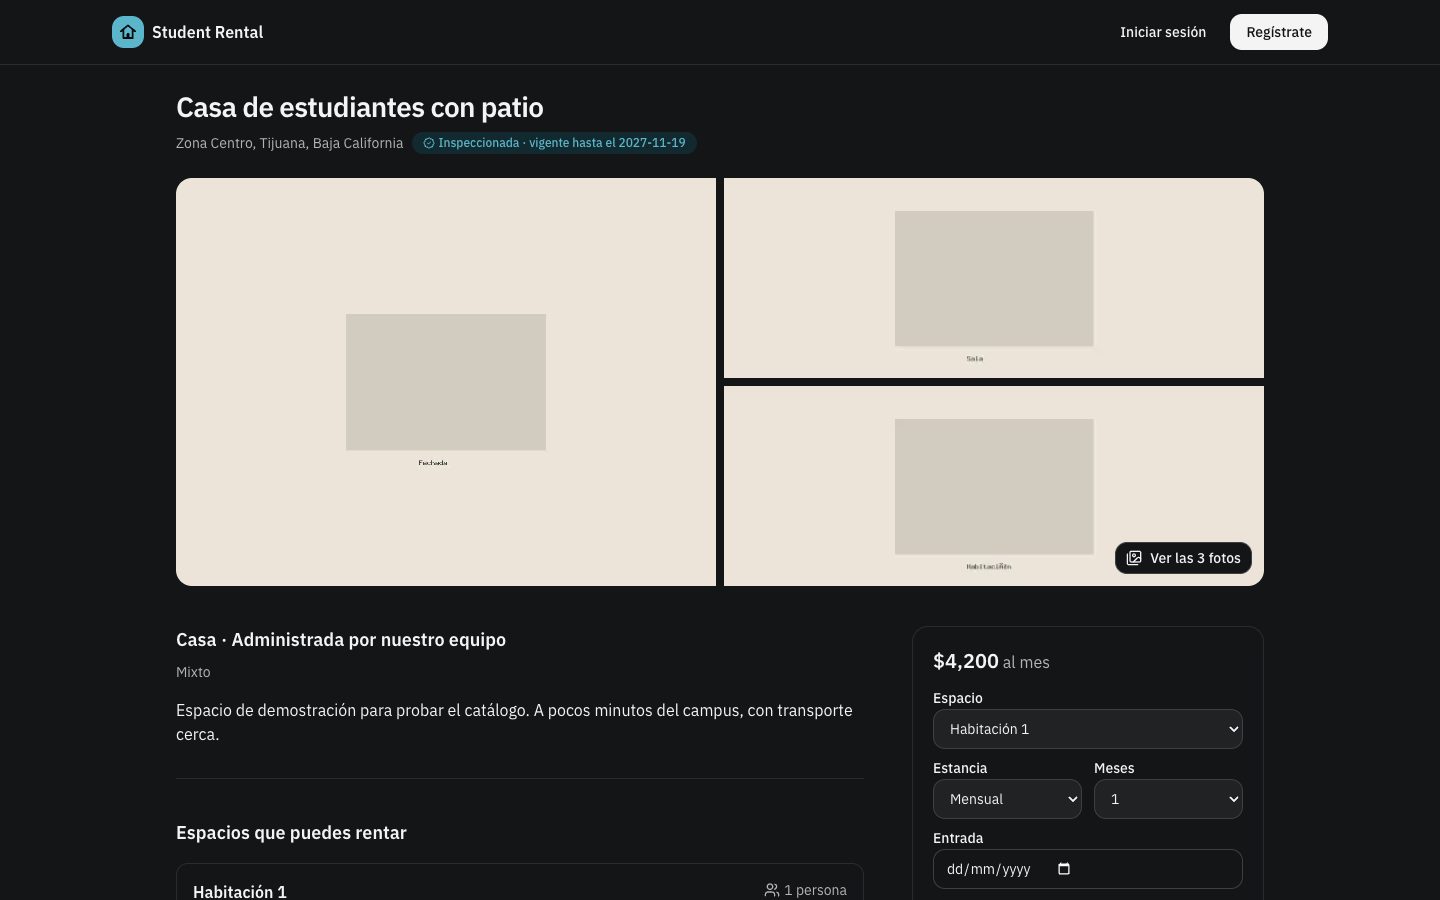 Student Rental
Iniciar sesión
Regístrate
Casa de estudiantes con patio
Zona Centro, Tijuana, Baja California
Inspeccionada · vigente hasta el 2027-11-19
Fachada
Sala
HabitaciÃ³n
Ver las 3 fotos
Casa · Administrada por nuestro equipo
Mixto
Espacio de demostración para probar el catálogo. A pocos minutos del campus, con transporte
cerca.
Espacios que puedes rentar
Habitación 1
1 persona
$4,200 al mes
Espacio
Habitación 1
Estancia
Meses
Mensual
1
Entrada
dd/mm/yyyy